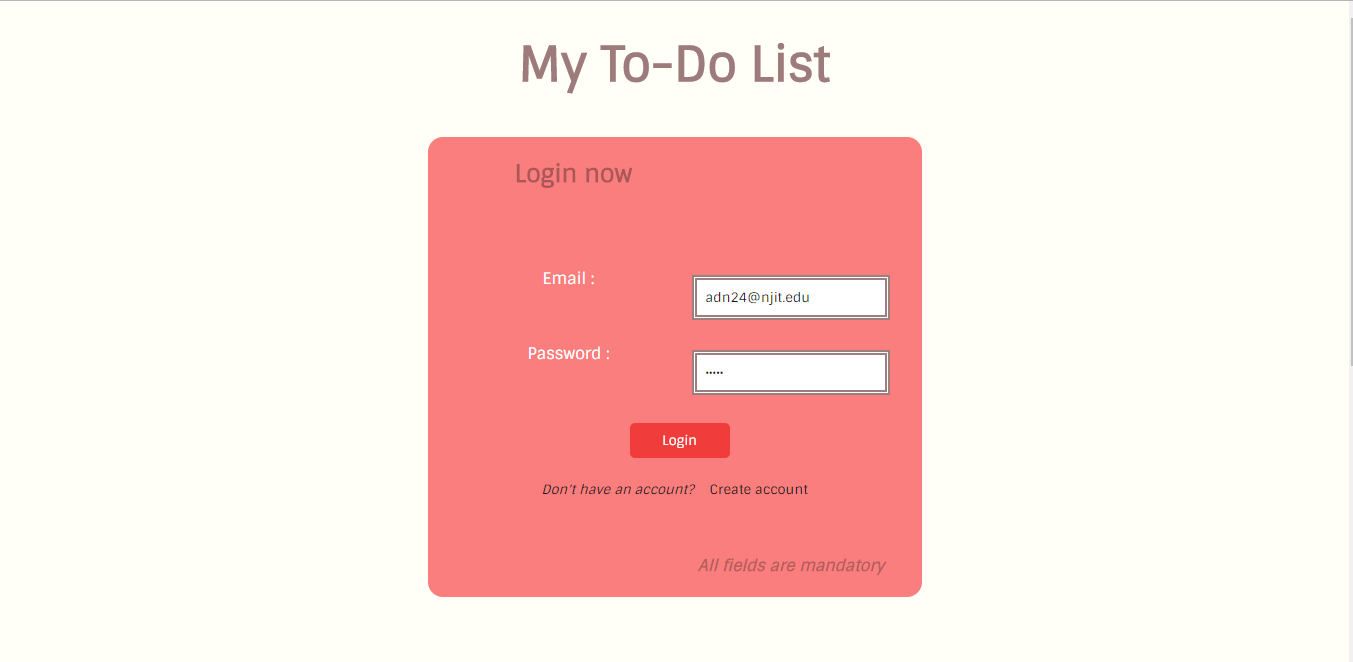 My To-Do List
Login now
Email :
adn24@njit.edu
Password :
•••••
Login
Don't have an account? Create account
All fields are mandatory